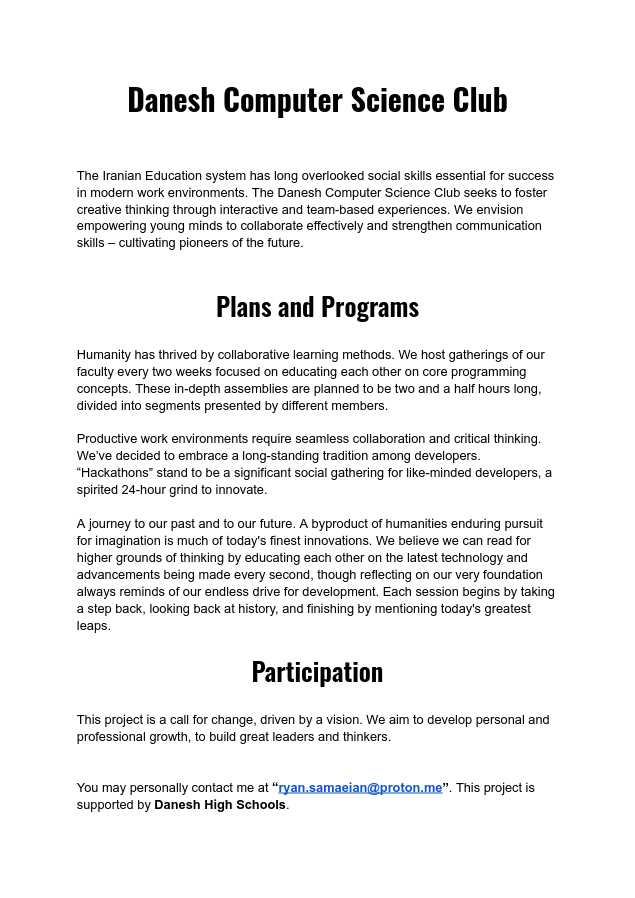 Danesh Computer Science Club
The Iranian Education system has long overlooked social skills essential for success
in modern work environments. The Danesh Computer Science Club seeks to foster
creative thinking through interactive and team-based experiences. We envision
empowering young minds to collaborate effectively and strengthen communication
skills – cultivating pioneers of the future.
Plans and Programs
Humanity has thrived by collaborative learning methods. We host gatherings of our
faculty every two weeks focused on educating each other on core programming
concepts. These in-depth assemblies are planned to be two and a half hours long,
divided into segments presented by different members.
Productive work environments require seamless collaboration and critical thinking.
We’ve decided to embrace a long-standing tradition among developers.
“Hackathons” stand to be a significant social gathering for like-minded developers, a
spirited 24-hour grind to innovate.
A journey to our past and to our future. A byproduct of humanities enduring pursuit
for imagination is much of today's finest innovations. We believe we can read for
higher grounds of thinking by educating each other on the latest technology and
advancements being made every second, though reflecting on our very foundation
always reminds of our endless drive for development. Each session begins by taking
a step back, looking back at history, and finishing by mentioning today's greatest
leaps.
Participation
This project is a call for change, driven by a vision. We aim to develop personal and
professional growth, to build great leaders and thinkers.
You may personally contact me at “ryan.samaeian@proton.me”. This project is
supported by Danesh High Schools.